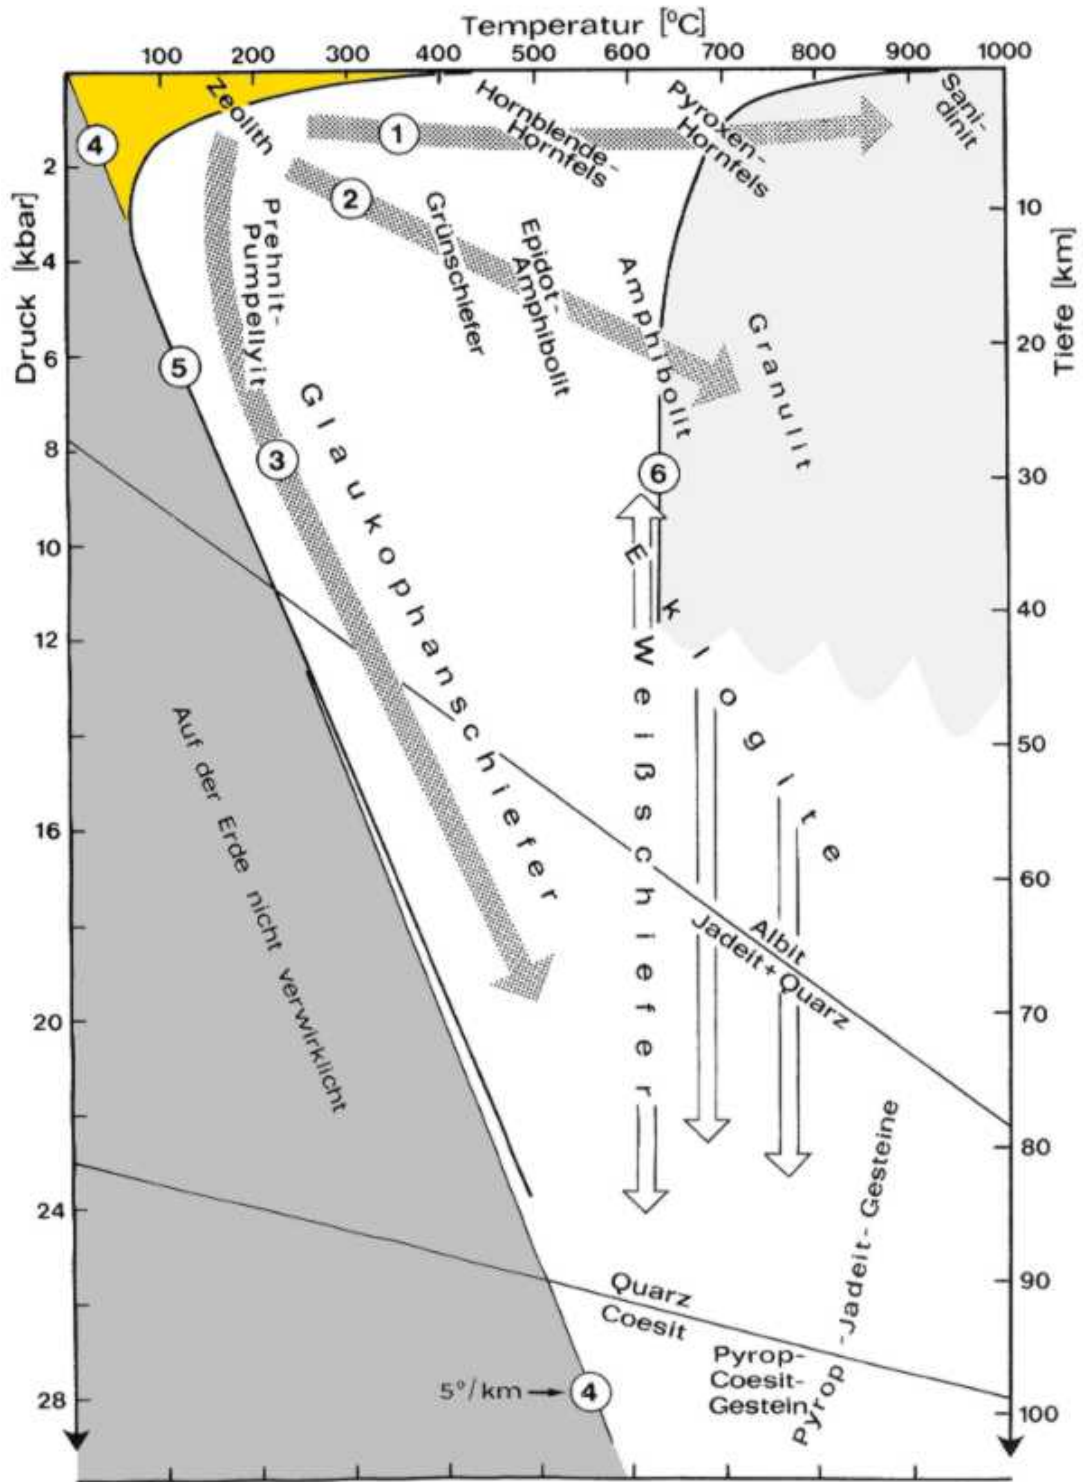 Temperatur [⁰C]
100 200 300 400 500 600 700 800 900 1000
Druck [kbar]
2
4
6
8
10
12
16
20
24
28
Tiefe [km]
10
20
30
40
50
60
70
80
90
100
Zeolith
Hornblende-
Hornfels
Pyroxen-
Hornfels
Sani-
dinit
4
1
2
Prehnit-
Pumpellyit
Grünschiefer
Epidot-
Amphibolit
Amphibolit
Granulit
5
3
6
Glaukophanschiefer
Eklogite
Weißschiefer
Auf der Erde nicht verwirklicht
Albit
Jadeit+Quarz
Quarz
Coesit
Pyrop-
Coesit-
Gestein
Pyrop-Jadeit-Gesteine
5°/km → 4